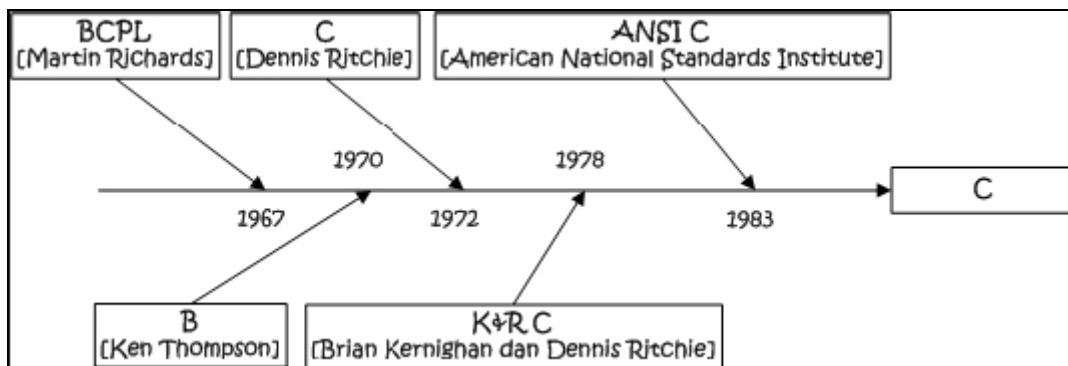 BCPL
[Martin Richards]
C
[Dennis Ritchie]
ANSI C
[American National Standards Institute]
1970
1978
C
1967
1972
1983
B
[Ken Thompson]
K&R C
[Brian Kernighan dan Dennis Ritchie]